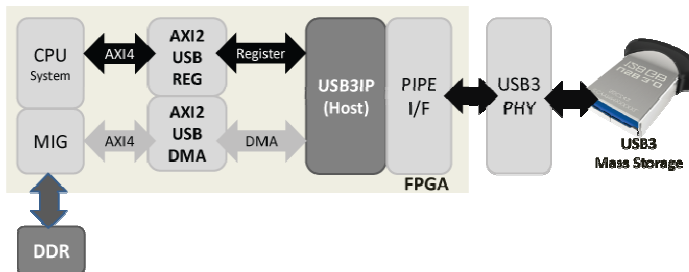 CPU
System
AXI4
AXI2
USB
REG
Register
MIG
AXI4
AXI2
USB
DMA
DMA
USB3IP
(Host)
PIPE
I/F
FPGA
USB3
PHY
USB3
Mass Storage
DDR